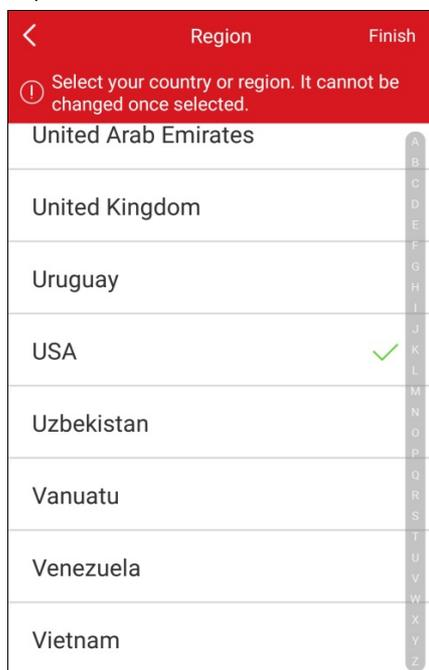 Region
Finish
Select your country or region. It cannot be
changed once selected.
United Arab Emirates
United Kingdom
Uruguay
USA
Uzbekistan
Vanuatu
Venezuela
Vietnam
A
B
C
D
E
F
G
H
I
J
K
L
M
N
O
P
Q
R
S
T
U
V
W
X
Y
Z